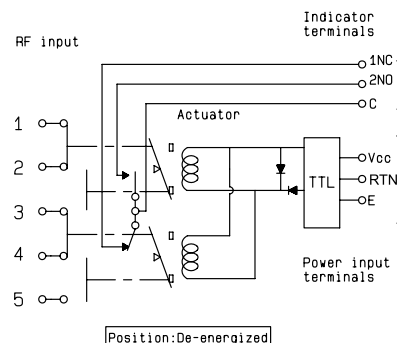 Indicator
terminals
RF input
1NC
2NO
C
Actuator
1
2
3
4
5
TTL
Vcc
RTN
E
Power input
terminals
Position:De-energized